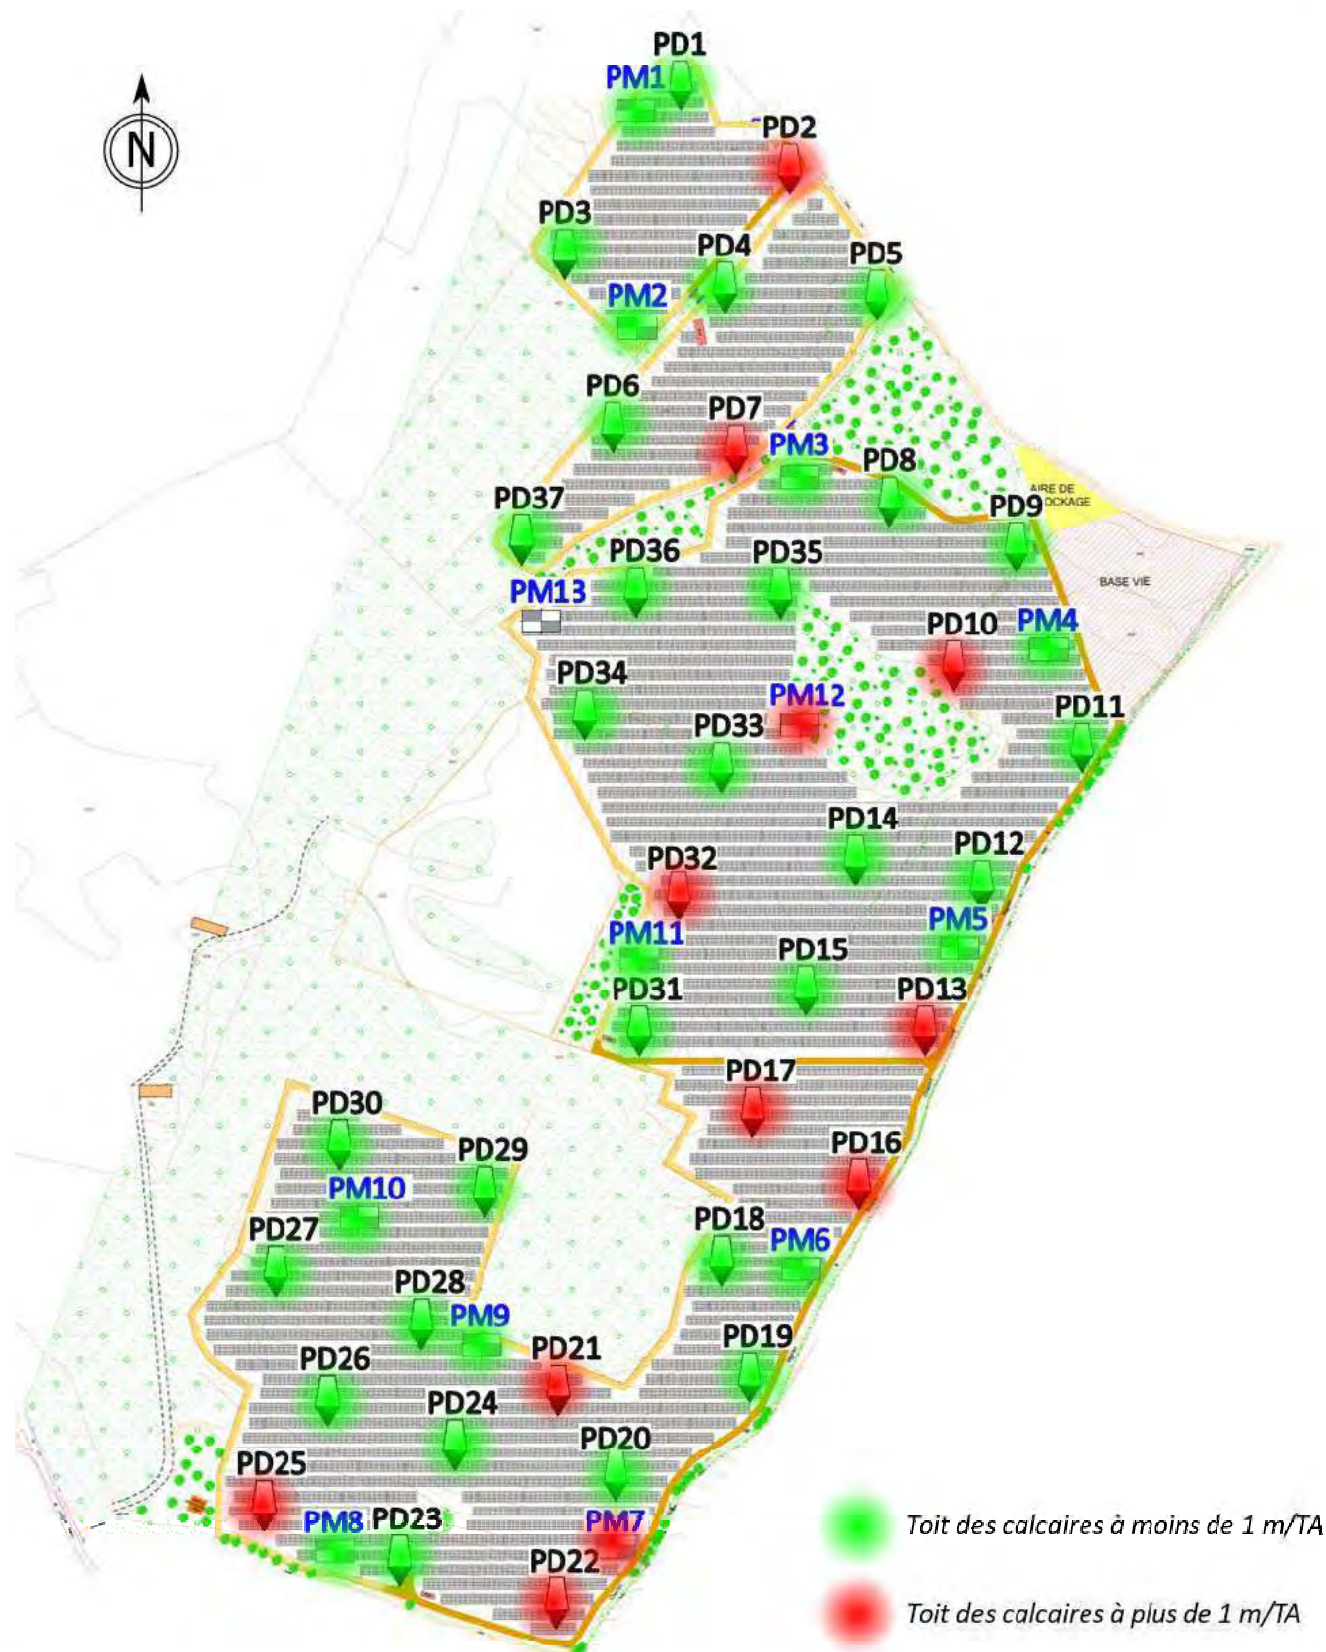 PD1
PM1
N
PD2
PD3
PD4
PD5
PM2
PD6
PD7
PM3
PD8
AIRE DE
OCKAGE
PD37
PD9
PD36
PD35
BASE VIE
PM13
PD10
PM4
PD34
PM12
PD33
PD11
PD14
PD12
PD32
PM11
PM5
PD15
PD31
PD13
PD17
PD30
PD29
PD16
PM10
PD27
PD18
PM6
PD28
PM9
PD21
PD19
PD26
PD24
PD20
PD25
PM8
PD23
PM7
Toit des calcaires à moins de 1 m/TA
PD22
Toit des calcaires à plus de 1 m/TA